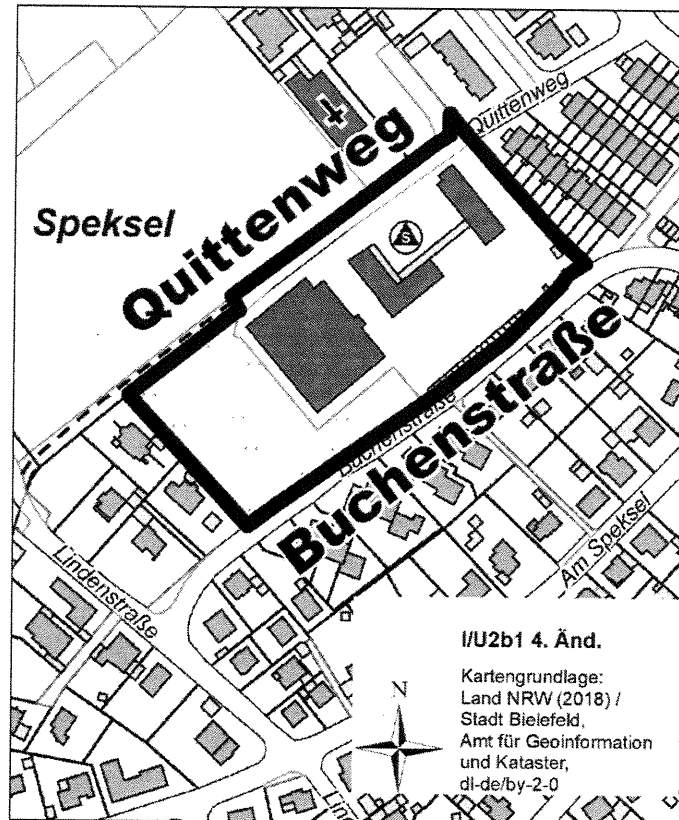 Quittenweg
Quittenweg
Speksel
S
Buchenstraße
Buchenstraße
Am Speksel
Lindenstraße
I/U2b1 4. Änd.
Kartengrundlage:
Land NRW (2018) /
Stadt Bielefeld,
Amt für Geoinformation
und Kataster,
dl-de/by-2-0
N